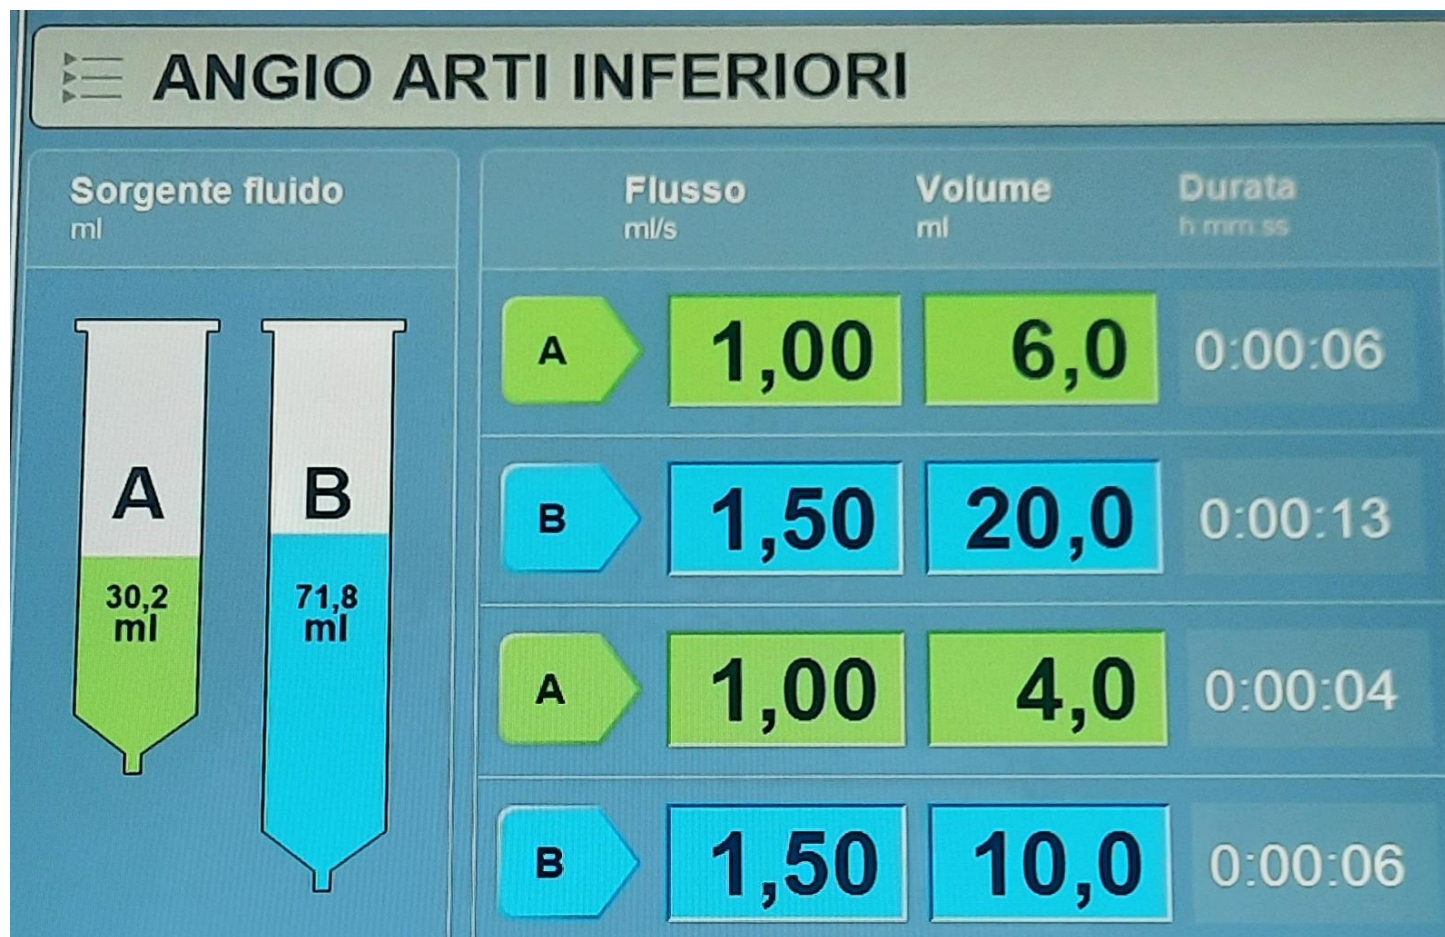 ANGIO ARTI INFERIORI
Sorgente fluido
ml
Flusso
ml/s
Volume
ml
Durata
h mm ss
A
30,2
ml
B
71,8
ml
A 1,00 6,0 0:00:06
B 1,50 20,0 0:00:13
A 1,00 4,0 0:00:04
B 1,50 10,0 0:00:06